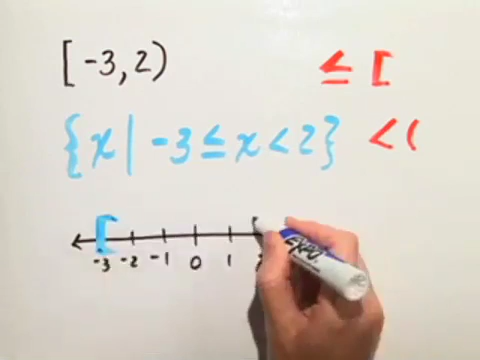 [-3, 2) ≤ [
{x | -3 ≤ x < 2} < (
[
-3 -2 -1 0 1
EXPO